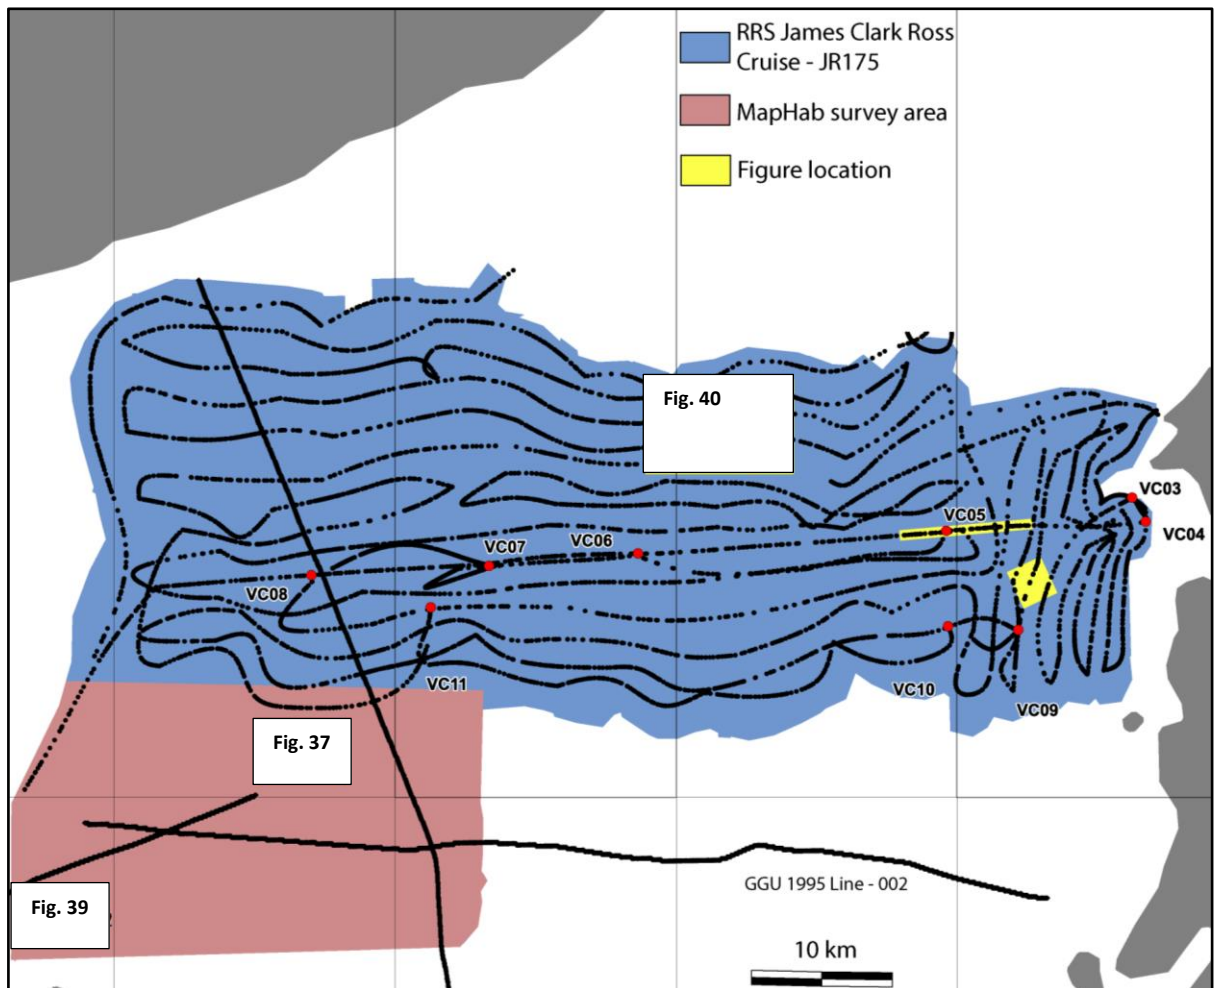 RRS James Clark Ross
Cruise - JR175
MapHab survey area
Figure location
Fig. 40
VC03
VC05
VC04
VC06
VC07
VC08
VC11
VC10
VC09
Fig. 37
GGU 1995 Line - 002
Fig. 39
10 km